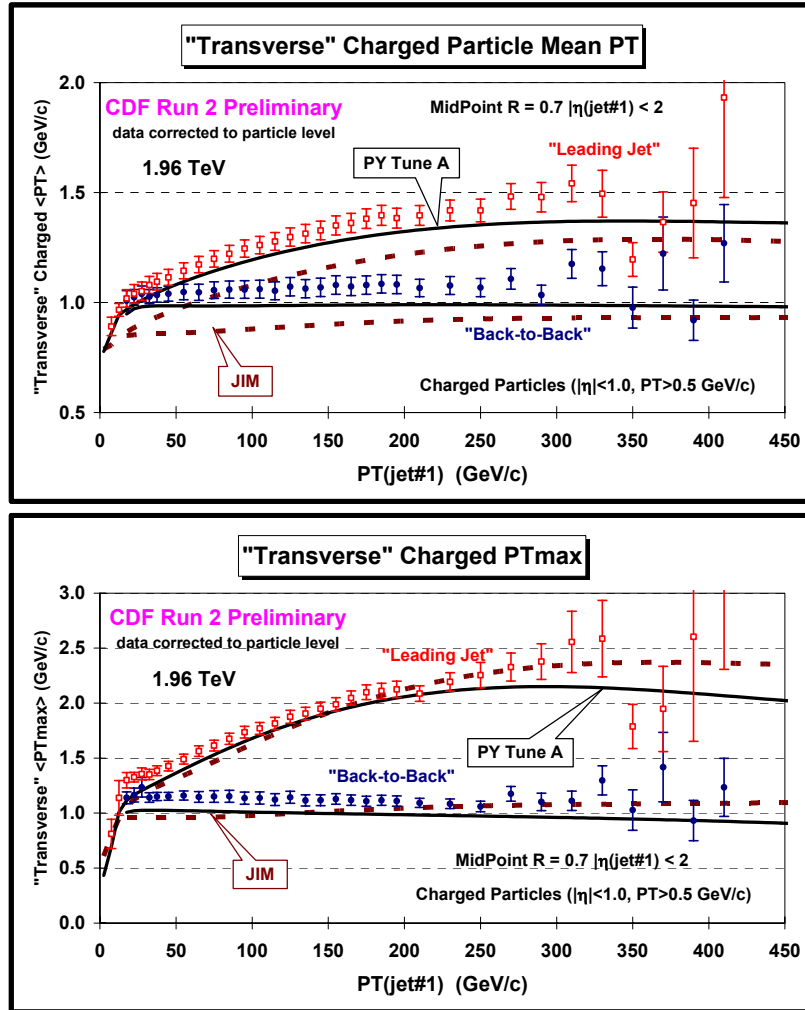 "Transverse" Charged Particle Mean PT
2.0
1.5
1.0
0.5
"Transverse" Charged <PT> (GeV/c)
CDF Run 2 Preliminary
data corrected to particle level
1.96 TeV
MidPoint R = 0.7 |η(jet#1) < 2
"Leading Jet"
PY Tune A
"Back-to-Back"
JIM
Charged Particles (|η|<1.0, PT>0.5 GeV/c)
0 50 100 150 200 250 300 350 400 450
PT(jet#1) (GeV/c)
"Transverse" Charged PTmax
3.0
2.5
2.0
1.5
1.0
0.5
0.0
"Transverse" <PTmax> (GeV/c)
CDF Run 2 Preliminary
data corrected to particle level
1.96 TeV
"Leading Jet"
PY Tune A
"Back-to-Back"
JIM
MidPoint R = 0.7 |η(jet#1) < 2
Charged Particles (|η|<1.0, PT>0.5 GeV/c)
0 50 100 150 200 250 300 350 400 450
PT(jet#1) (GeV/c)